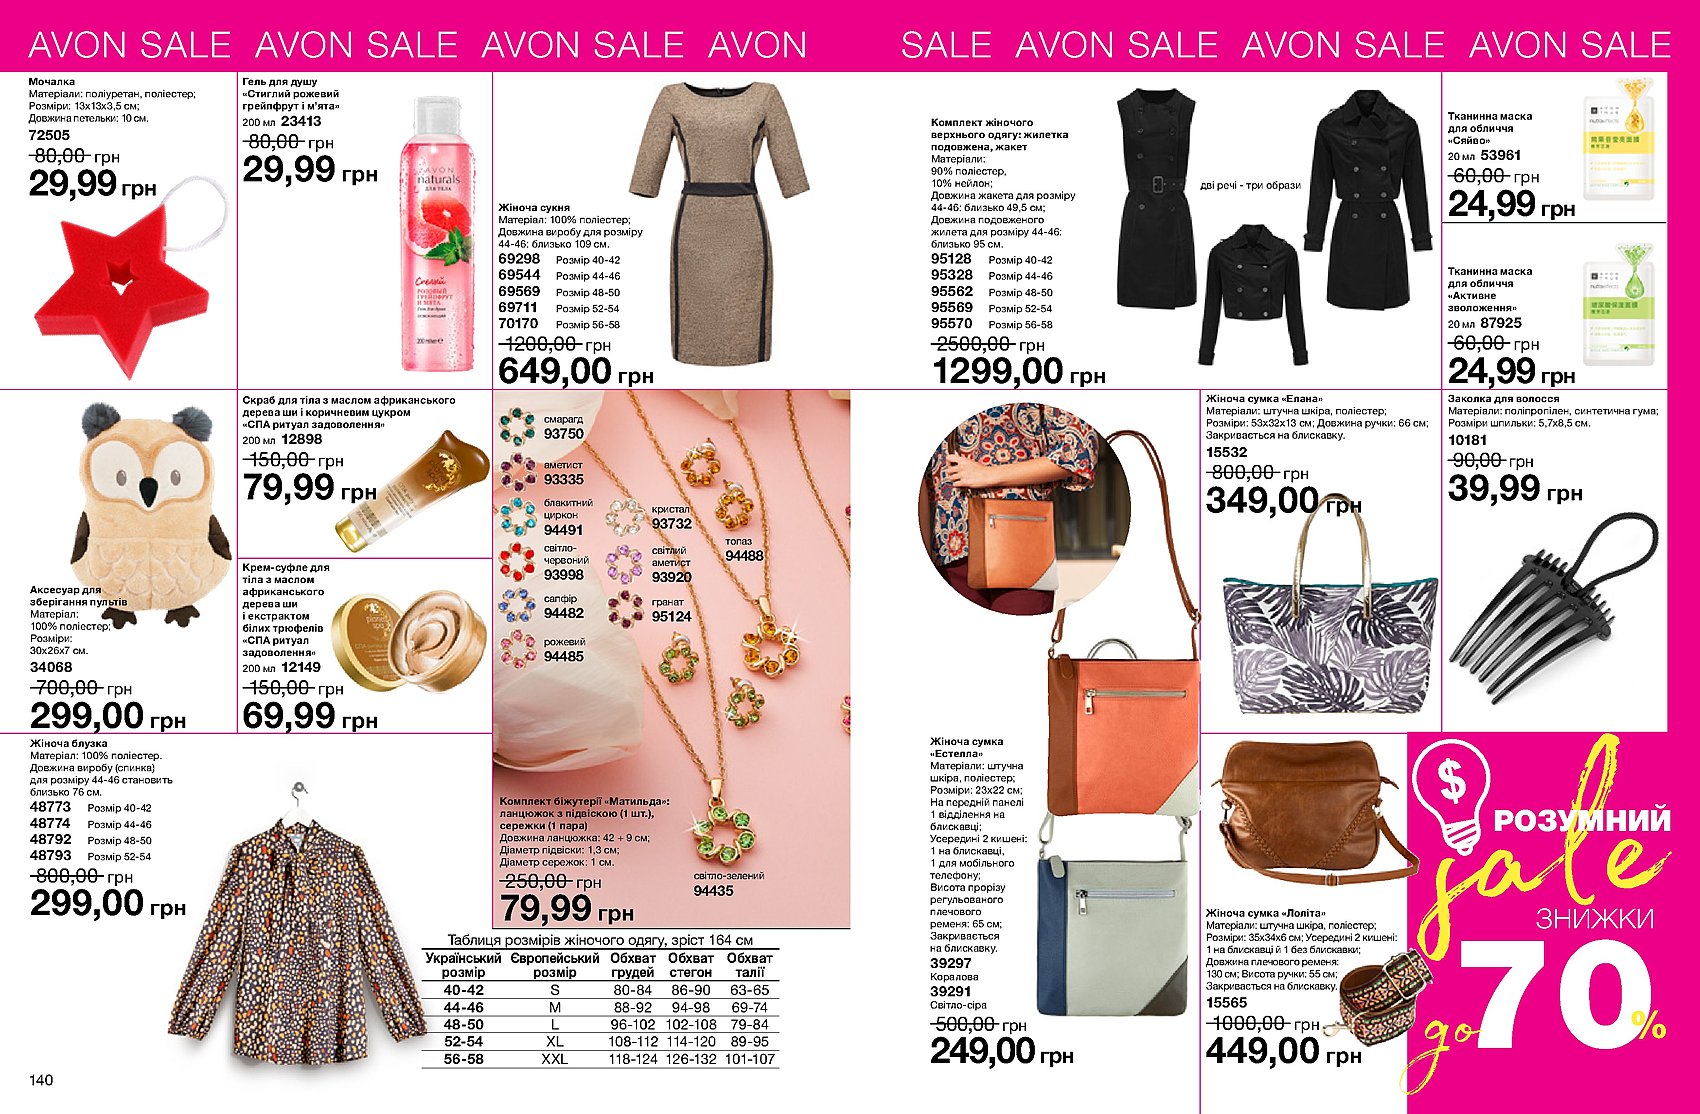 AVON SALE AVON SALE AVON SALE AVON
SALE AVON SALE AVON SALE AVON SALE
Мочалка
Матеріали: поліуретан, поліестер;
Розміри: 13х13х3,5 см;
Довжина петельки: 10 см.
72505
80,00 грн
29,99 грн
Гель для душу
«Стиглий рожевий
грейпфрут і м'ята»
200 мл 23413
80,00 грн
29,99 грн
AVON
naturals
ДЛЯ ТЕЛА
Спелый
РОЗОВЫЙ
ГРЕЙПФРУТ
И МЯТА
Гель для душа
200 мл ℮
Жіноча сукня
Матеріал: 100% поліестер;
Довжина виробу для розміру
44-46: близько 109 см.
69298 Розмір 40-42
69544 Розмір 44-46
69569 Розмір 48-50
69711 Розмір 52-54
70170 Розмір 56-58
1200,00 грн
649,00 грн
Комплект жіночого
верхнього одягу: жилетка
подовжена, жакет
Матеріали:
90% поліестер,
10% нейлон;
Довжина жакета для розміру
44-46: близько 49,5 см;
Довжина подовженого
жилета для розміру 44-46:
близько 95 см.
95128 Розмір 40-42
95328 Розмір 44-46
95562 Розмір 48-50
95569 Розмір 52-54
95570 Розмір 56-58
2500,00 грн
1299,00 грн
дві речі - три образи
Тканинна маска
для обличчя
«Сяйво»
20 мл 53961
60,00 грн
24,99 грн
Тканинна маска
для обличчя
«Активне
зволоження»
20 мл 87925
60,00 грн
24,99 грн
Аксесуар для
зберігання пультів
Матеріал:
100% поліестер;
Розміри:
30х26х7 см.
34068
700,00 грн
299,00 грн
Скраб для тіла з маслом африканського
дерева ши і коричневим цукром
«СПА ритуал задоволення»
200 мл 12898
150,00 грн
79,99 грн
Крем-суфле для
тіла з маслом
африканського
дерева ши
і екстрактом
білих трюфелів
«СПА ритуал
задоволення»
200 мл 12149
150,00 грн
69,99 грн
смарагд
93750
аметист
93335
блакитний
циркон
94491
світло-
червоний
93998
сапфір
94482
рожевий
94485
кристал
93732
світлий
аметист
93920
гранат
95124
топаз
94488
світло-зелений
94435
Комплект біжутерії «Матильда»:
ланцюжок з підвіскою (1 шт.),
сережки (1 пара)
Довжина ланцюжка: 42 + 9 см;
Діаметр підвіски: 1,3 см;
Діаметр сережок: 1 см.
250,00 грн
79,99 грн
Жіноча сумка «Елана»
Матеріали: штучна шкіра, поліестер;
Розміри: 53х32х13 см; Довжина ручки: 66 см;
Закривається на блискавку.
15532
800,00 грн
349,00 грн
Заколка для волосся
Матеріали: поліпропілен, синтетична гума;
Розміри шпильки: 5,7х8,5 см.
10181
90,00 грн
39,99 грн
Жіноча блузка
Матеріал: 100% поліестер.
Довжина виробу (спинка)
для розміру 44-46 становить
близько 76 см.
48773 Розмір 40-42
48774 Розмір 44-46
48792 Розмір 48-50
48793 Розмір 52-54
800,00 грн
299,00 грн
Таблиця розмірів жіночого одягу, зріст 164 см
Український розмір Європейський розмір Обхват грудей Обхват стегон Обхват талії
40-42 S 80-84 86-90 63-65
44-46 M 88-92 94-98 69-74
48-50 L 96-102 102-108 79-84
52-54 XL 108-112 114-120 89-95
56-58 XXL 118-124 126-132 101-107
Жіноча сумка
«Естелла»
Матеріали: штучна
шкіра, поліестер;
Розміри: 23х22 см;
На передній панелі
1 відділення на
блискавці;
Усередині 2 кишені:
1 на блискавці,
1 для мобільного
телефону;
Висота прорізу
регульованого
плечового
ременя: 65 см;
Закривається
на блискавку.
39297
Коралова
39291
Світло-сіра
500,00 грн
249,00 грн
Жіноча сумка «Лоліта»
Матеріали: штучна шкіра, поліестер;
Розміри: 35х34х6 см; Усередині 2 кишені:
1 на блискавці й 1 без блискавки;
Довжина плечового ременя:
130 см; Висота ручки: 55 см;
Закривається на блискавку.
15565
1000,00 грн
449,00 грн
$
РОЗУМНИЙ
sale
ЗНИЖКИ
до 70%
140